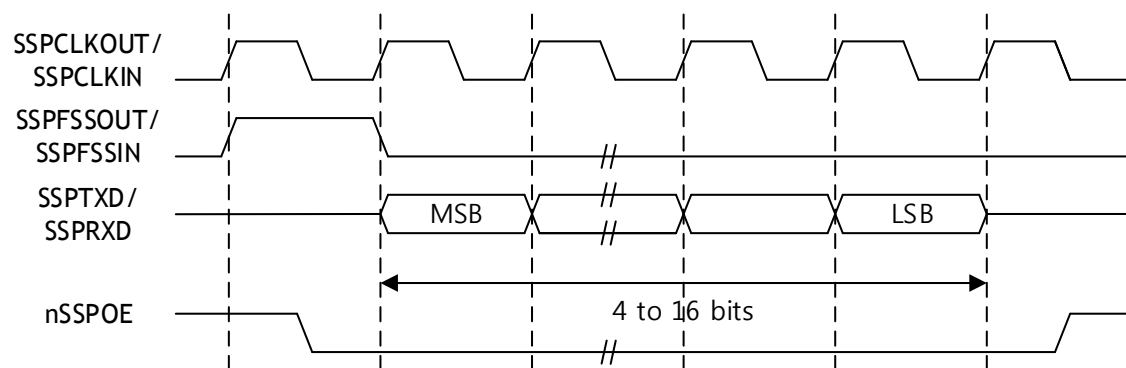 SSPCLKOUT/
SSPCLKIN
SSPFSSOUT/
SSPFSSIN
SSPTXD/
SSPRXD
MSB
LSB
4 to 16 bits
nSSPOE